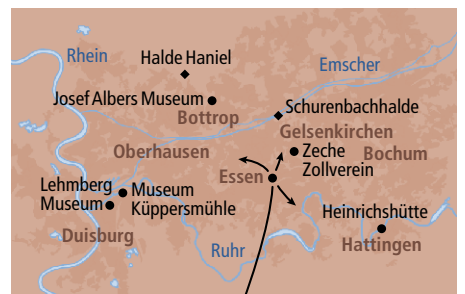 Rhein
Halde Haniel
Emscher
Josef Albers Museum
Bottrop
Schurenbachhalde
Gelsenkirchen
Oberhausen
Zeche
Zollverein
Bochum
Essen
Lehmberg
Museum
Museum
Küppersmühle
Heinrichshütte
Duisburg
Ruhr
Hattingen